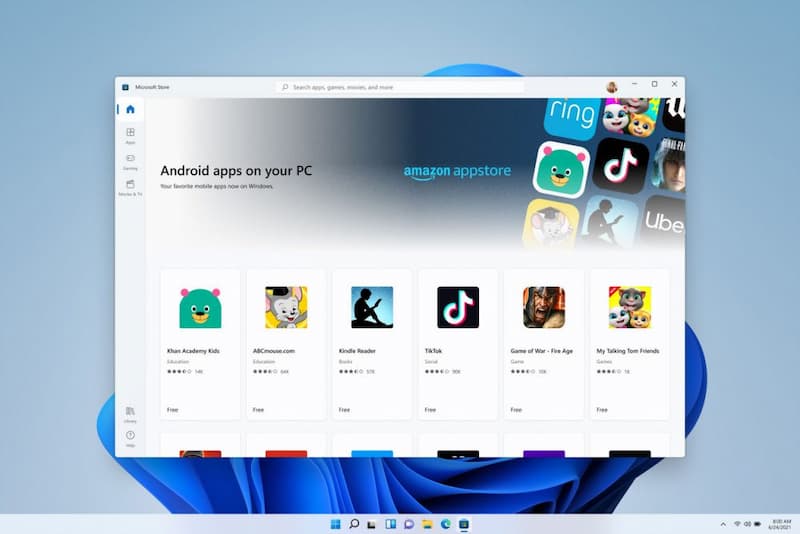 Microsoft Store
Search apps, games, movies, and more
Apps
Gaming
Movies & TV
Library
Help
Android apps on your PC
Your favorite mobile apps now on Windows.
amazon appstore
ring
FINAL FAN
Uber
Khan Academy Kids
Education
14K
Free
ABCmouse.com
Education
64K
Free
Kindle Reader
Books
57K
Free
TikTok
Social
90K
Free
Game of War - Fire Age
Game
Free
My Talking Tom Friends
Games
1K
Free
8:00 AM
6/24/2021